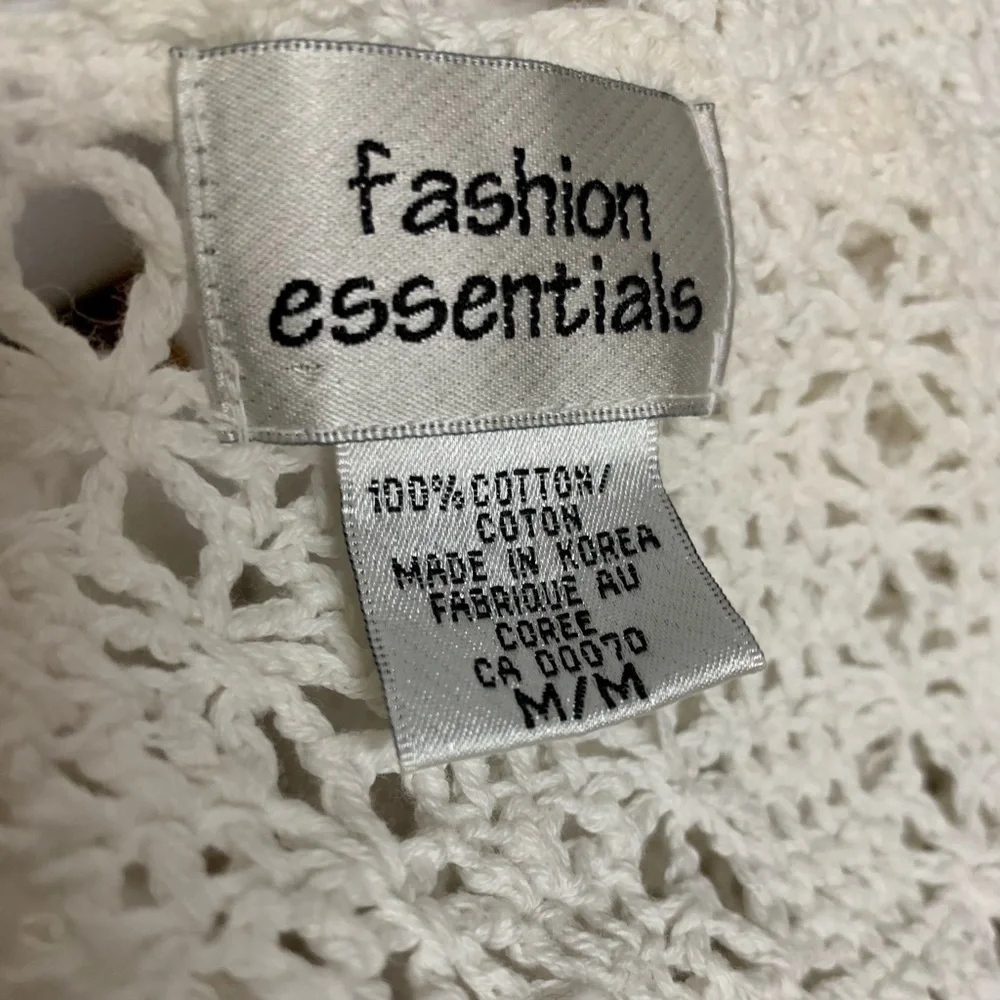 fashion
essentials
100% COTTON/
COTON
MADE IN KOREA
FABRIQUE AU
COREE
CA 00070
M/M